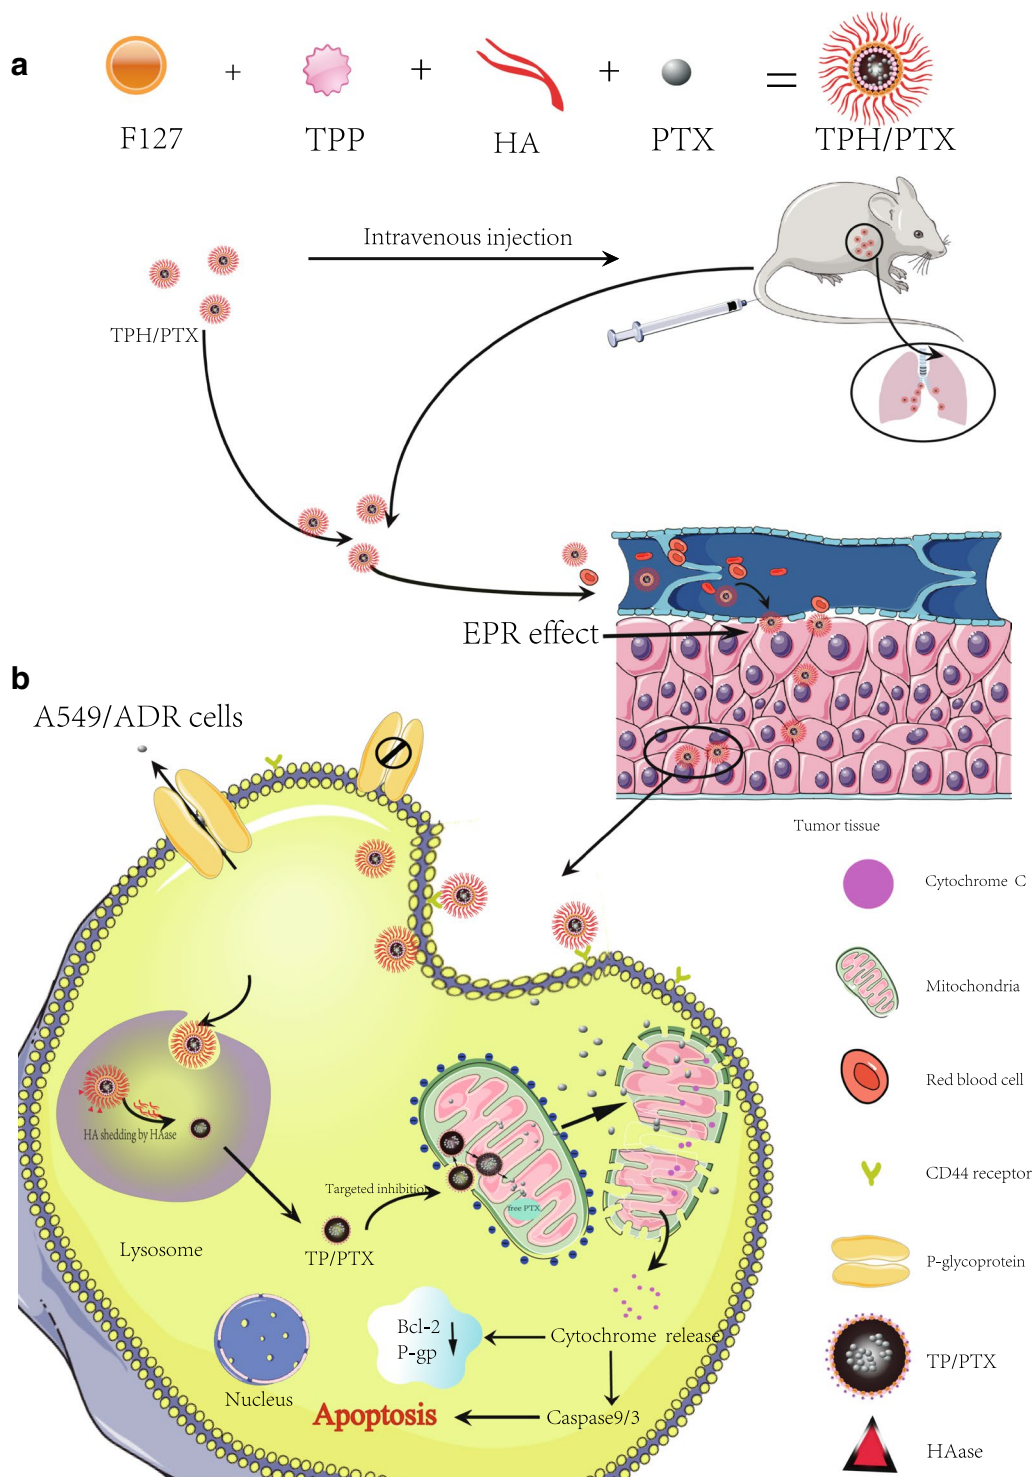 a
F127
+
TPP
+
HA
+
PTX
=
TPH/PTX
Intravenous injection
TPH/PTX
EPR effect
b
A549/ADR cells
Tumor tissue
Cytochrome C
Mitochondria
Red blood cell
CD44 receptor
P-glycoprotein
TP/PTX
HAase
HA shedding by HAase
Lysosome
TP/PTX
Targeted inhibition
free PTX
Nucleus
Bcl-2
P-gp
Cytochrome release
Caspase9/3
Apoptosis